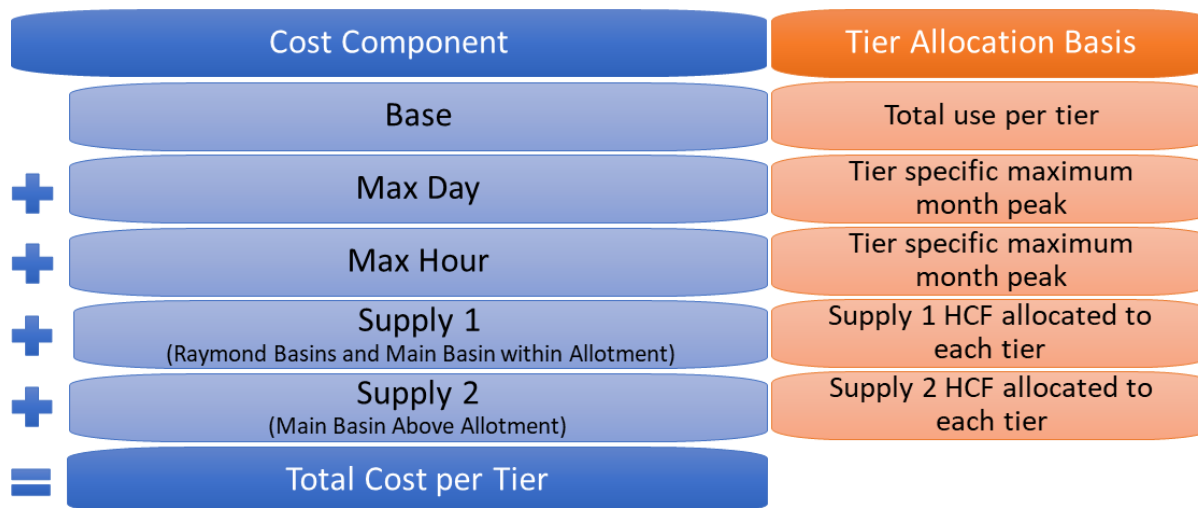 Cost Component
Tier Allocation Basis
Base
Total use per tier
Max Day
Tier specific maximum
month peak
Max Hour
Tier specific maximum
month peak
Supply 1
(Raymond Basins and Main Basin within Allotment)
Supply 1 HCF allocated to
each tier
Supply 2
(Main Basin Above Allotment)
Supply 2 HCF allocated to
each tier
Total Cost per Tier